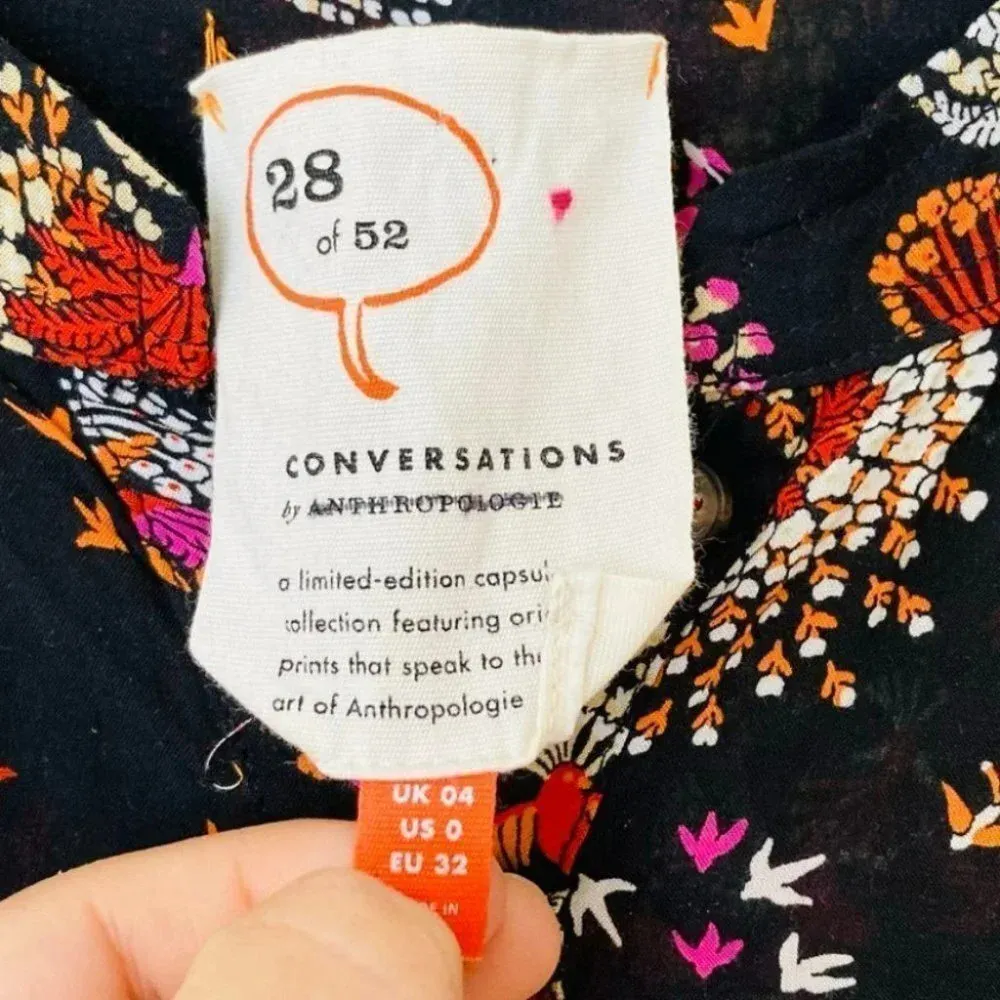 28
of 52
CONVERSATIONS
by ANTHROPOLOGIE
a limited-edition capsul
collection featuring ori
prints that speak to th
art of Anthropologie
UK 04
US 0
EU 32
IN